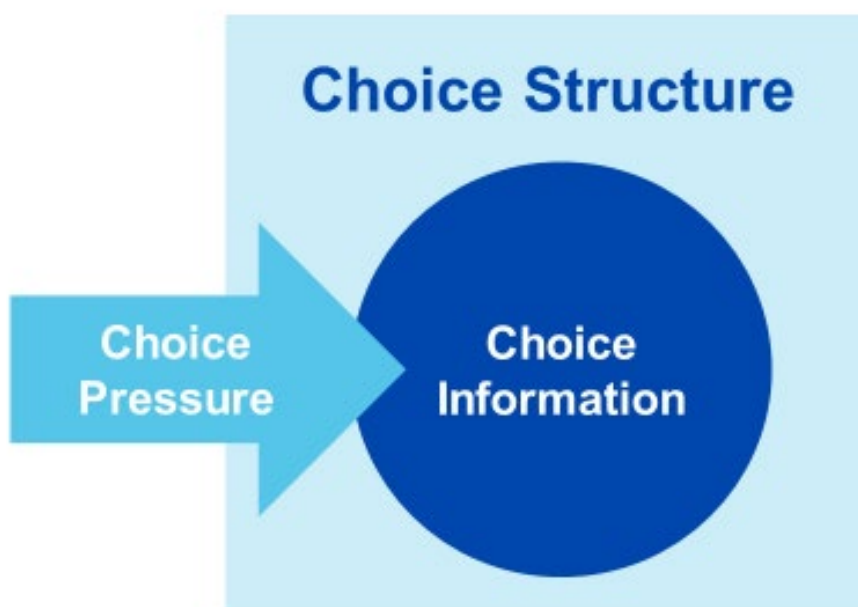 Choice Structure
Choice
Pressure
Choice
Information